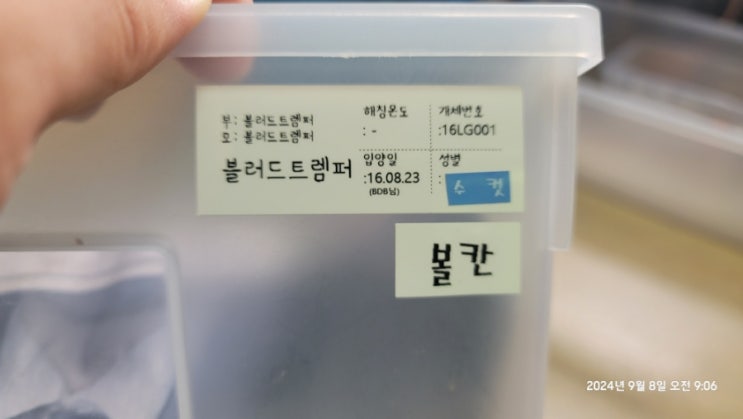 부: 블러드트렘퍼
모: 블러드트렘퍼
블러드트렘퍼
해칭온도
: -
개체번호
:16LG001
입양일
:16.08.23
(BDB님)
성별
: 수 컷
볼칸
2024년 9월 8일 오전 9:06